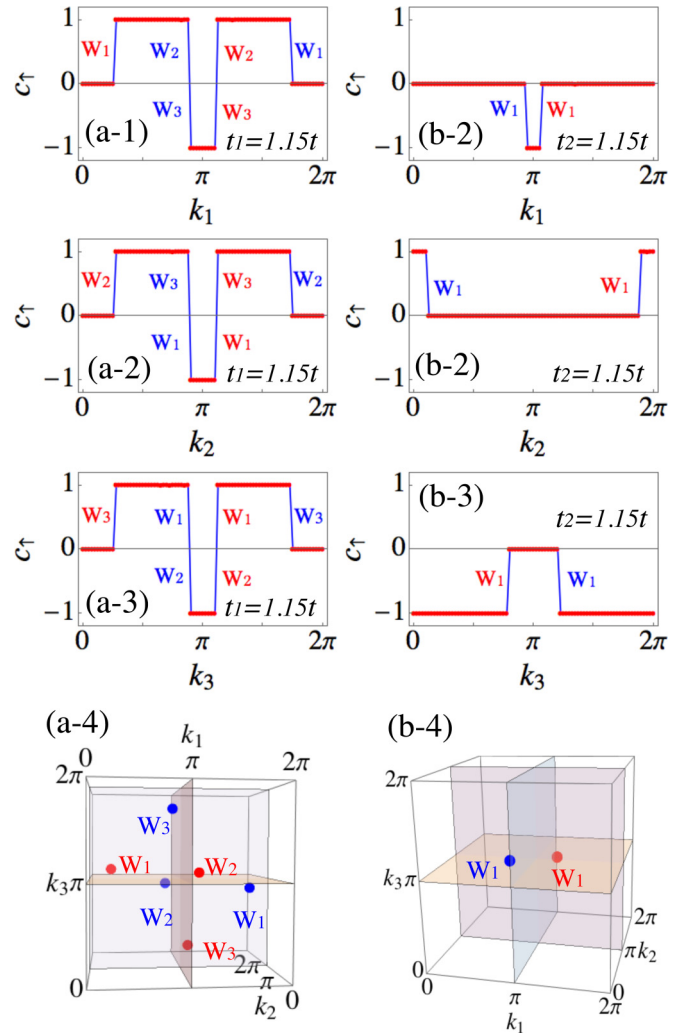 1
W₁ W₂ W₂ W₁
c↑ 0
W₃ W₃
−1 (a-1) t₁=1.15t
0 π 2π
k₁
1
c↑ 0
W₁ W₁
−1 (b-2) t₂=1.15t
0 π 2π
k₁
1
W₂ W₃ W₃ W₂
c↑ 0
W₁ W₁
−1 (a-2) t₁=1.15t
0 π 2π
k₂
1
W₁ W₁
c↑ 0
−1 (b-2) t₂=1.15t
0 π 2π
k₂
1
W₃ W₁ W₁ W₃
c↑ 0
W₂ W₂
−1 (a-3) t₁=1.15t
0 π 2π
k₃
1 (b-3)
t₂=1.15t
c↑ 0
W₁ W₁
−1
0 π 2π
k₃
(a-4)
k₁
0 π 2π
2π
W₃
W₁ W₂
k₃π
W₂ W₁
W₃
2π
π
0 k₂ 0
(b-4)
2π
W₁ W₁
k₃π
2π
πk₂
0
0 π 2π
k₁